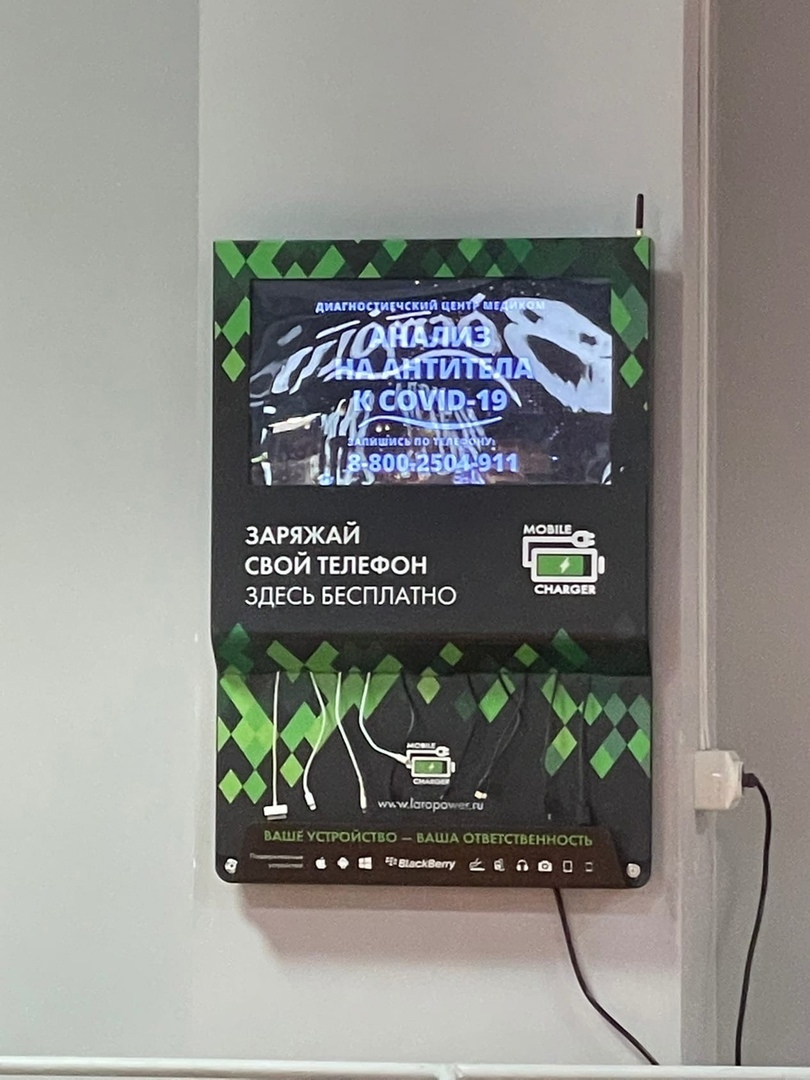 ДИАГНОСТИЕЧСКИЙ ЦЕНТР МЕДИКОМ
АНАЛИЗ
НА АНТИТЕЛА
К COVID-19
ЗАПИШИСЬ ПО ТЕЛЕФОНУ:
8-800-2504-911
ЗАРЯЖАЙ
СВОЙ ТЕЛЕФОН
ЗДЕСЬ БЕСПЛАТНО
MOBILE
CHARGER
MOBILE
CHARGER
www.laropower.ru
ВАШЕ УСТРОЙСТВО — ВАША ОТВЕТСТВЕННОСТЬ
BlackBerry